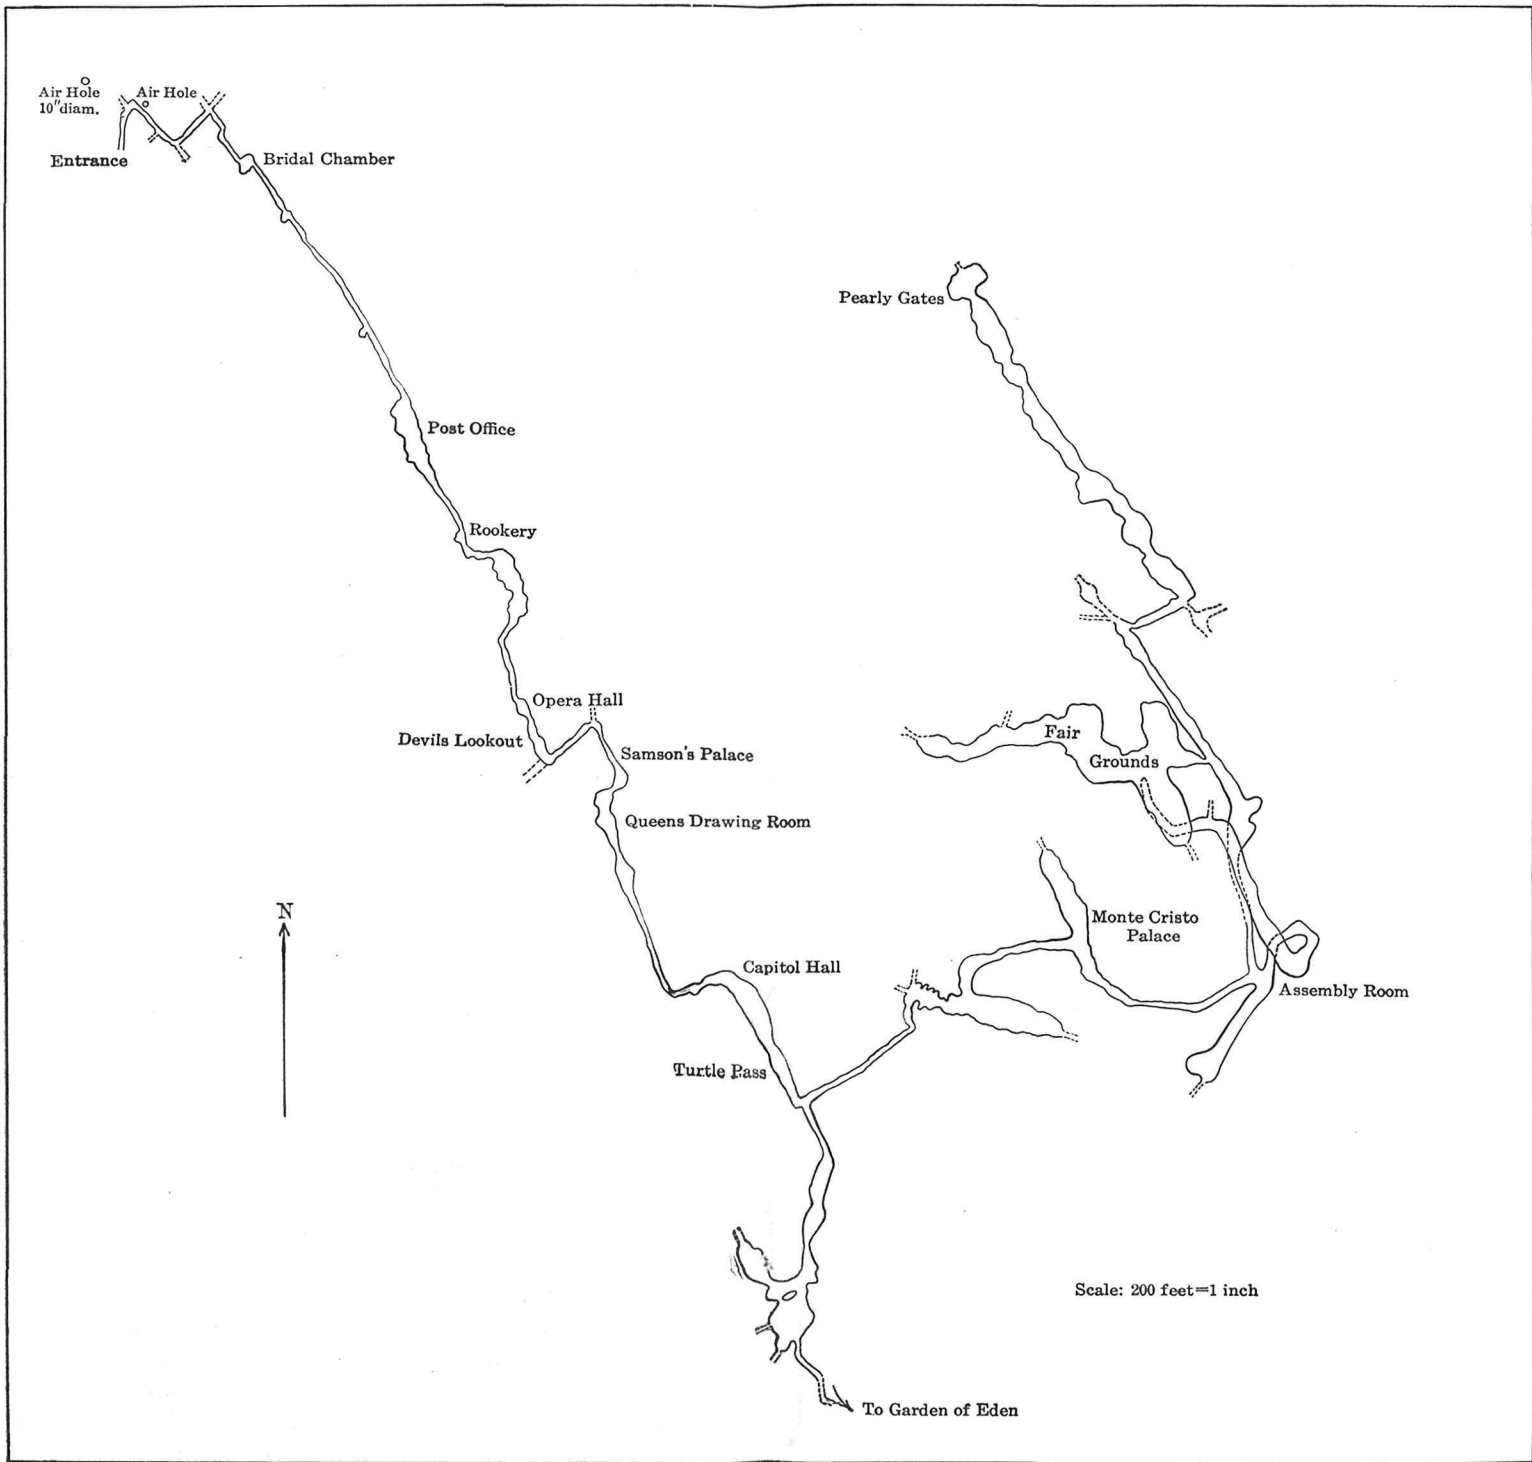 Air Hole
10"diam.
Air Hole
Entrance
Bridal Chamber
Pearly Gates
Post Office
Rookery
Opera Hall
Devils Lookout
Samson's Palace
Fair
Grounds
Queens Drawing Room
N
Monte Cristo
Palace
Capitol Hall
Assembly Room
Turtle Pass
Scale: 200 feet=1 inch
To Garden of Eden